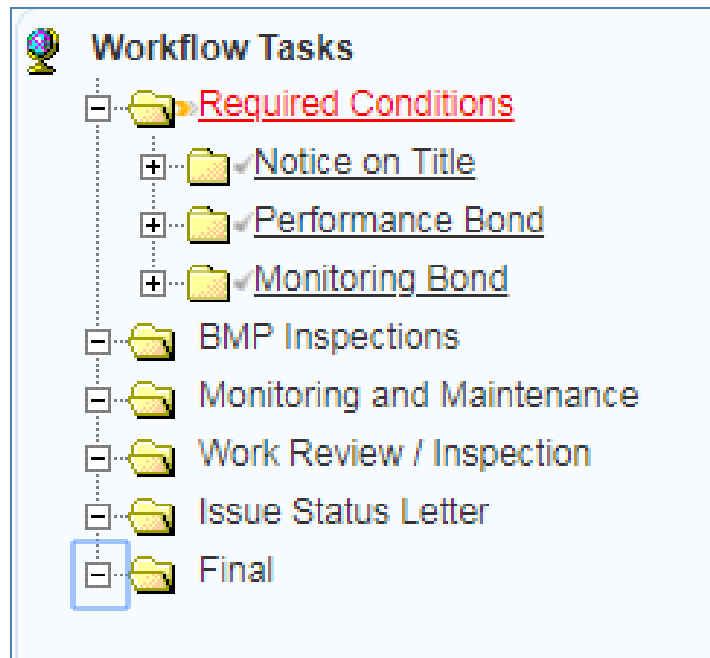 Workflow Tasks
Required Conditions
Notice on Title
Performance Bond
Monitoring Bond
BMP Inspections
Monitoring and Maintenance
Work Review / Inspection
Issue Status Letter
Final